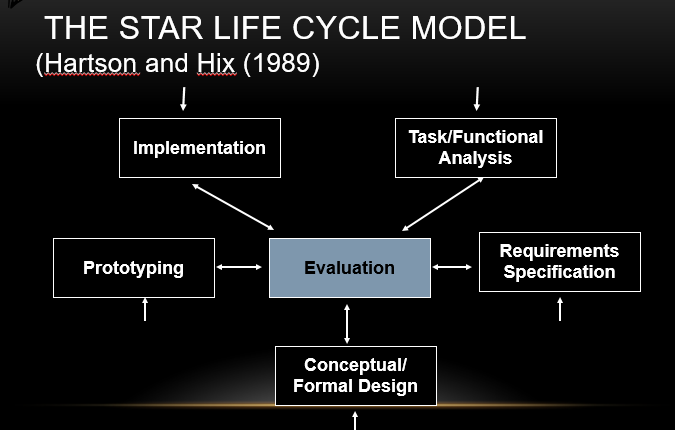 THE STAR LIFE CYCLE MODEL
(Hartson and Hix (1989)
Implementation
Task/Functional
Analysis
Prototyping
Evaluation
Requirements
Specification
Conceptual/
Formal Design